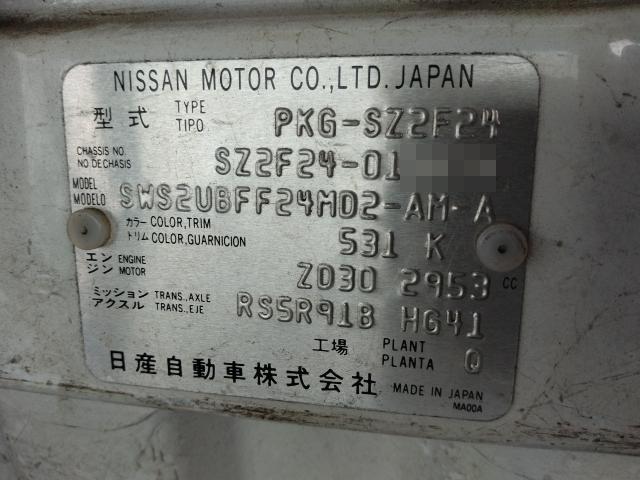 NISSAN MOTOR CO.,LTD. JAPAN
型式 TYPE TIPO PKG-SZ2F24
CHASSIS NO. NO.DECHASIS SZ2F24-01
MODEL MODELO SWS2UBFF24MD2-AM-A
カラー COLOR,TRIM
トリム COLOR,GUARNICION 531 K
エンジン ENGINE MOTOR ZD30 2953 CC
ミッション TRANS.,AXLE
アクスル TRANS.,EJE RS5R91B HG41
工場 PLANT PLANTA 0
日産自動車株式会社 MADE IN JAPAN
MA00A